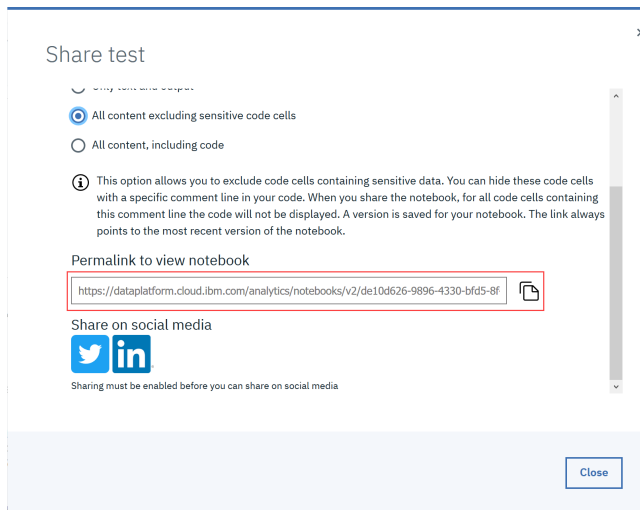 Share test
Only text and output
All content excluding sensitive code cells
All content, including code
This option allows you to exclude code cells containing sensitive data. You can hide these code cells
with a specific comment line in your code. When you share the notebook, for all code cells containing
this comment line the code will not be displayed. A version is saved for your notebook. The link always
points to the most recent version of the notebook.
Permalink to view notebook
https://dataplatform.cloud.ibm.com/analytics/notebooks/v2/de10d626-9896-4330-bfd5-8f
Share on social media
in
Sharing must be enabled before you can share on social media
Close